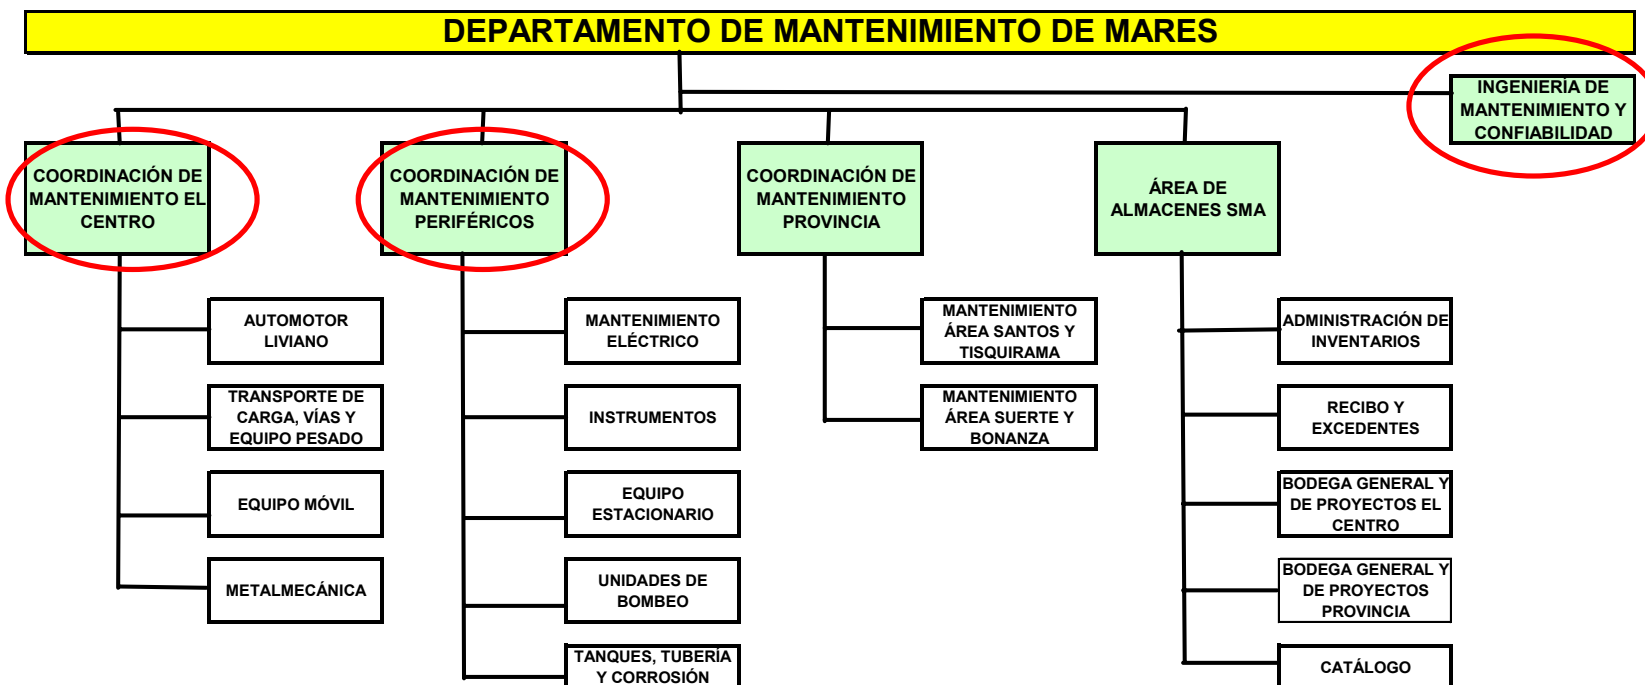 DEPARTAMENTO DE MANTENIMIENTO DE MARES
INGENIERÍA DE
MANTENIMIENTO Y
CONFIABILIDAD
COORDINACIÓN DE
MANTENIMIENTO EL
CENTRO
COORDINACIÓN DE
MANTENIMIENTO
PERIFÉRICOS
COORDINACIÓN DE
MANTENIMIENTO
PROVINCIA
ÁREA DE
ALMACENES SMA
AUTOMOTOR
LIVIANO
TRANSPORTE DE
CARGA, VÍAS Y
EQUIPO PESADO
EQUIPO MÓVIL
METALMECÁNICA
MANTENIMIENTO
ELÉCTRICO
INSTRUMENTOS
EQUIPO
ESTACIONARIO
UNIDADES DE
BOMBEO
TANQUES, TUBERÍA
Y CORROSIÓN
MANTENIMIENTO
ÁREA SANTOS Y
TISQUIRAMA
MANTENIMIENTO
ÁREA SUERTE Y
BONANZA
ADMINISTRACIÓN DE
INVENTARIOS
RECIBO Y
EXCEDENTES
BODEGA GENERAL Y
DE PROYECTOS EL
CENTRO
BODEGA GENERAL Y
DE PROYECTOS
PROVINCIA
CATÁLOGO